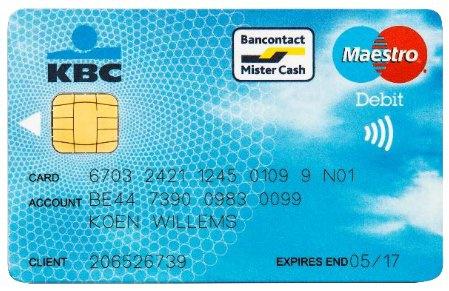 KBC
Bancontact
Mister Cash
Maestro
Debit
CARD 6703 2421 1245 0109 9 N01
ACCOUNT BE44 7390 0983 0099
KOEN WILLEMS
CLIENT 206526739 EXPIRES END 05/17